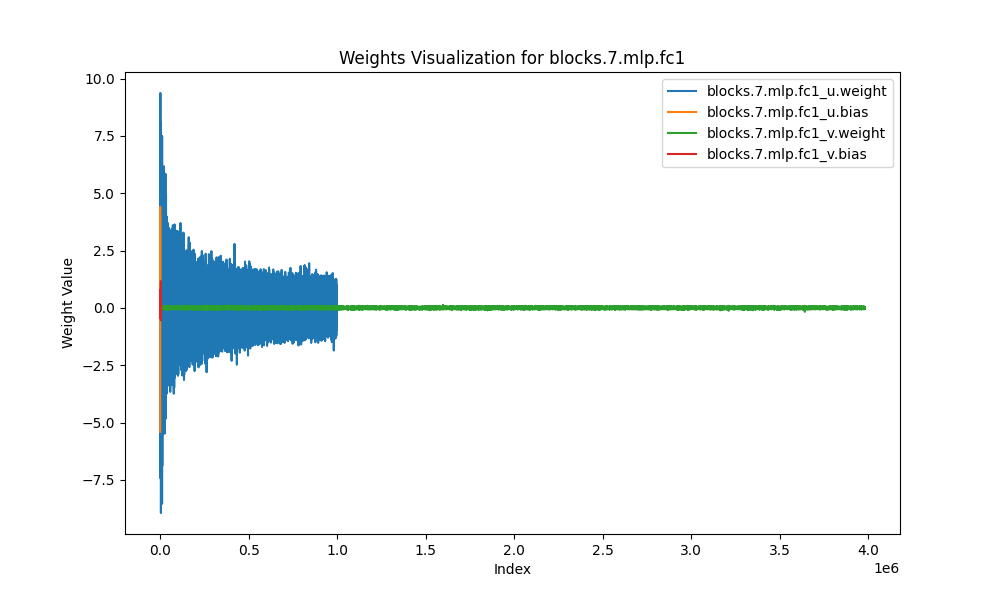 Weights Visualization for blocks.7.mlp.fc1
blocks.7.mlp.fc1_u.weight
blocks.7.mlp.fc1_u.bias
blocks.7.mlp.fc1_v.weight
blocks.7.mlp.fc1_v.bias
10.0
7.5
5.0
2.5
0.0
−2.5
−5.0
−7.5
Weight Value
0.0 0.5 1.0 1.5 2.0 2.5 3.0 3.5 4.0
1e6
Index